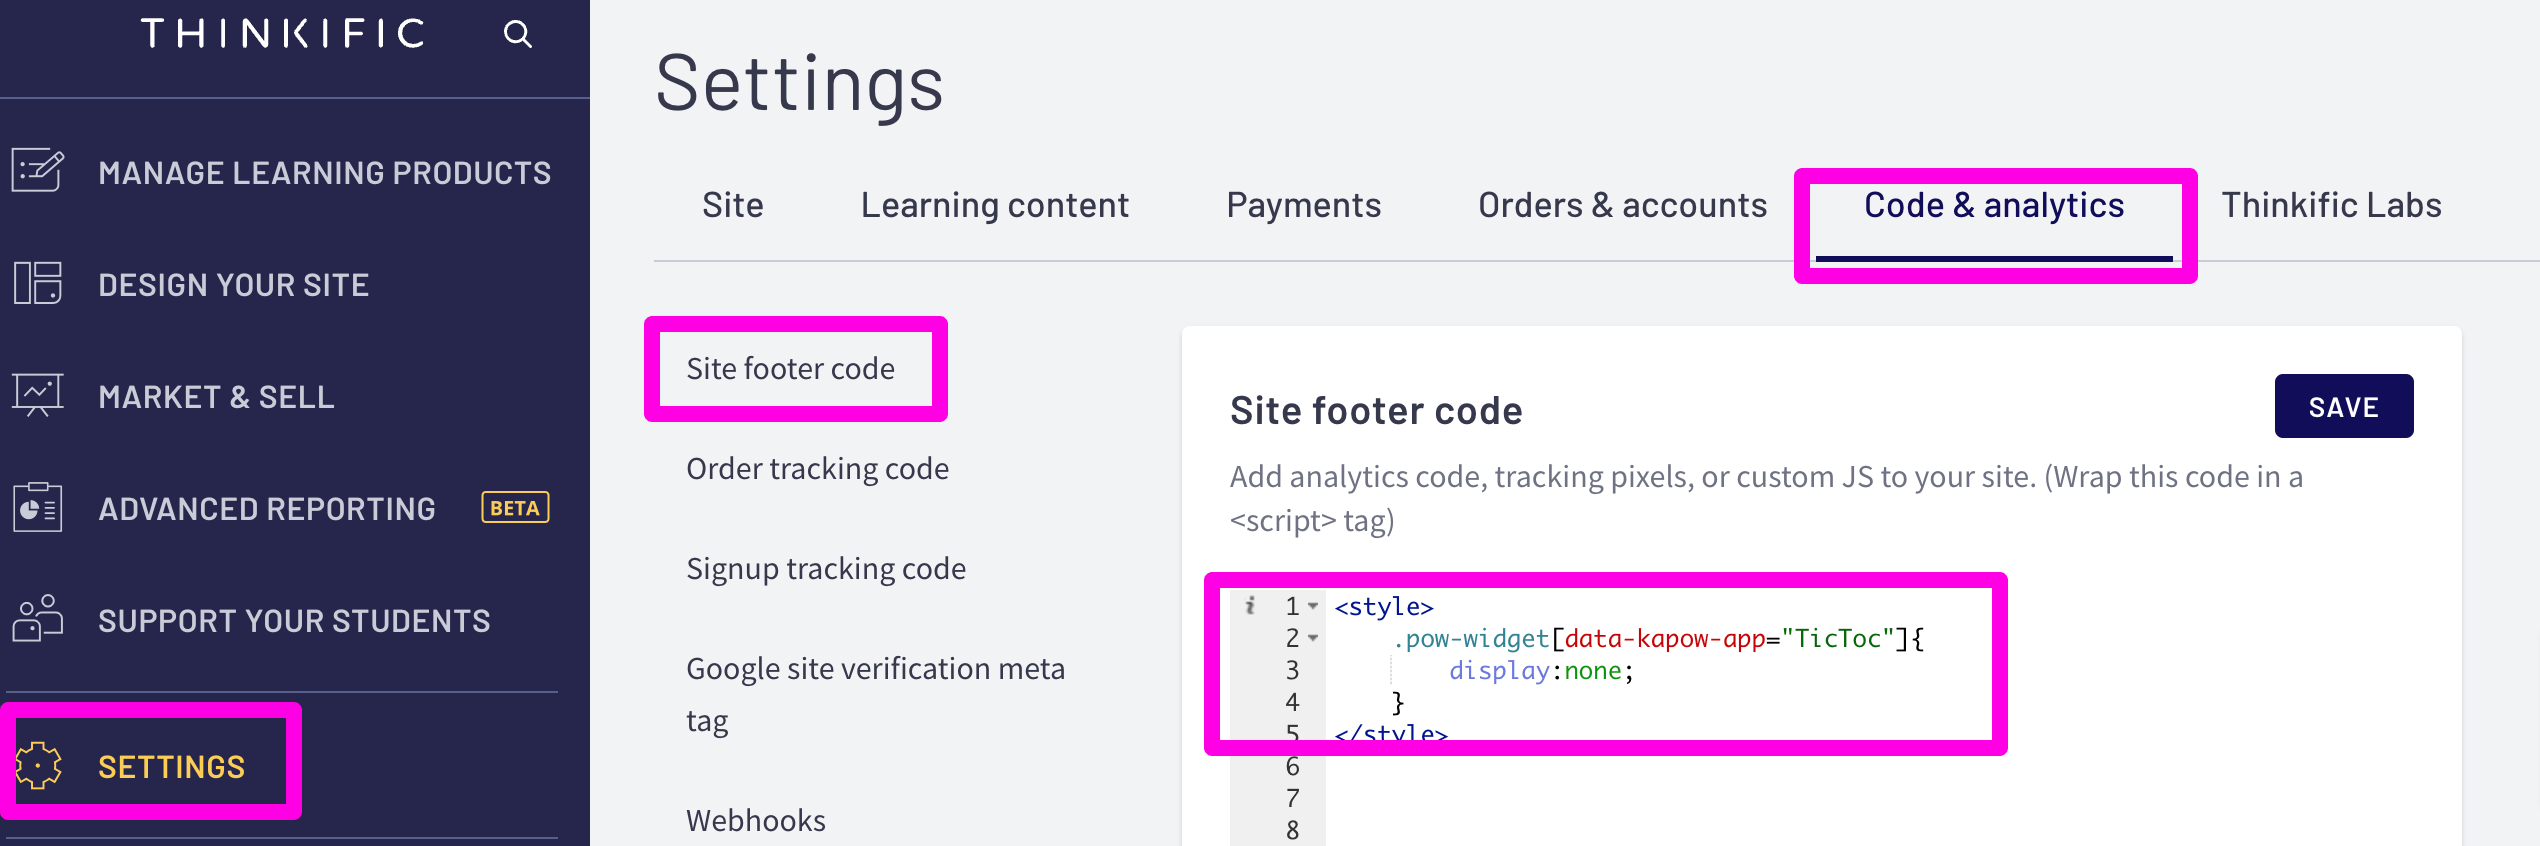 THINKIFIC
MANAGE LEARNING PRODUCTS
DESIGN YOUR SITE
MARKET & SELL
ADVANCED REPORTING BETA
SUPPORT YOUR STUDENTS
SETTINGS
Settings
Site Learning content Payments Orders & accounts Code & analytics Thinkific Labs
Site footer code
Order tracking code
Signup tracking code
Google site verification meta
tag
Webhooks
Site footer code
SAVE
Add analytics code, tracking pixels, or custom JS to your site. (Wrap this code in a
<script> tag)
i 1 <style>
2 .pow-widget[data-kapow-app="TicToc"]{
3 display:none;
4 }
5 </style>
6
7
8